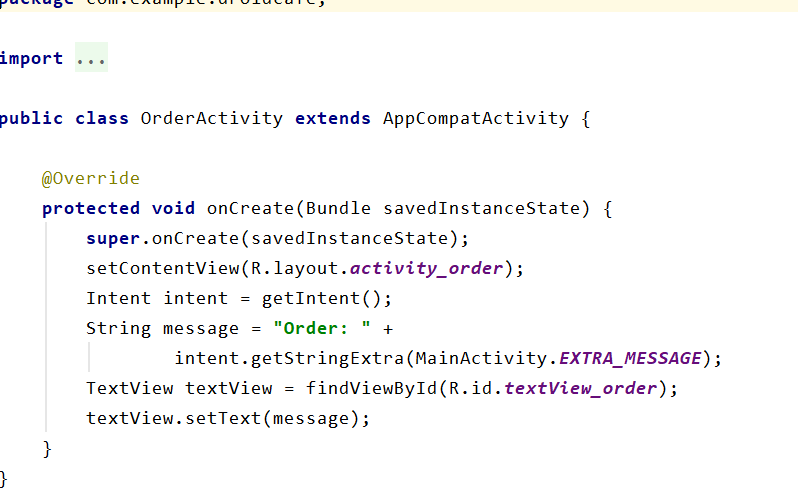 package com.example.droidcafe;
import ...
public class OrderActivity extends AppCompatActivity {
@Override
protected void onCreate(Bundle savedInstanceState) {
super.onCreate(savedInstanceState);
setContentView(R.layout.activity_order);
Intent intent = getIntent();
String message = "Order: " +
intent.getStringExtra(MainActivity.EXTRA_MESSAGE);
TextView textView = findViewById(R.id.textView_order);
textView.setText(message);
}
}